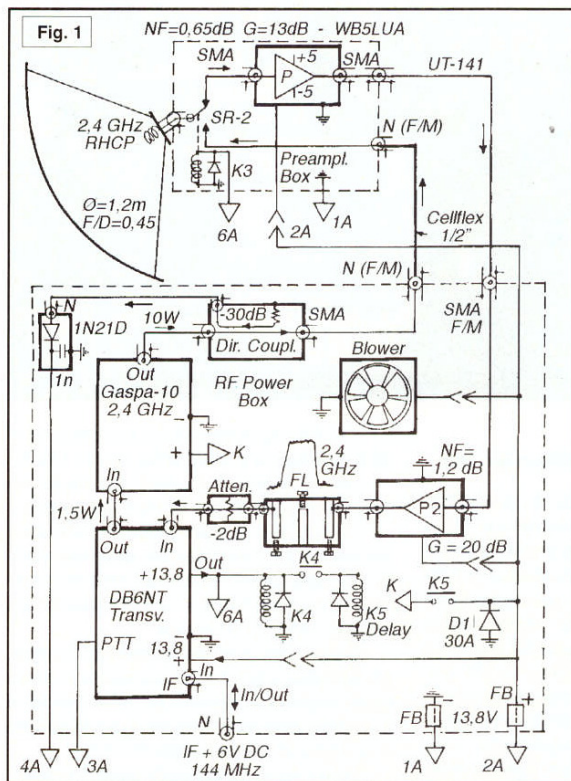 Fig. 1
NF=0,65dB G=13dB - WB5LUA
SMA
+5
P
-5
SMA
UT-141
2,4 GHz
RHCP
SR-2
N (F/M)
K3
Preampl.
Box
Ø=1,2m
F/D=0,45
6A
2A
1A
Cellflex
1/2"
N (F/M)
SMA
F/M
N
1N21D
1n
10W
-30dB
SMA
Dir. Coupl.
Out
Gaspa-10
2,4 GHz
-
+
K
In
RF Power
Box
Blower
2,4
GHz
FL
NF=
1,2 dB
P2
G = 20 dB
Atten.
-2dB
1.5W
Out
In
DB6NT
Transv.
+13,8
Out
6A
K4
K4
K5
Delay
K
K5
D1
30A
PTT
-
13,8
+
In
IF
In/Out
N
IF + 6V DC
144 MHz
FB
-
13,8V
FB
+
4A
3A
1A
2A